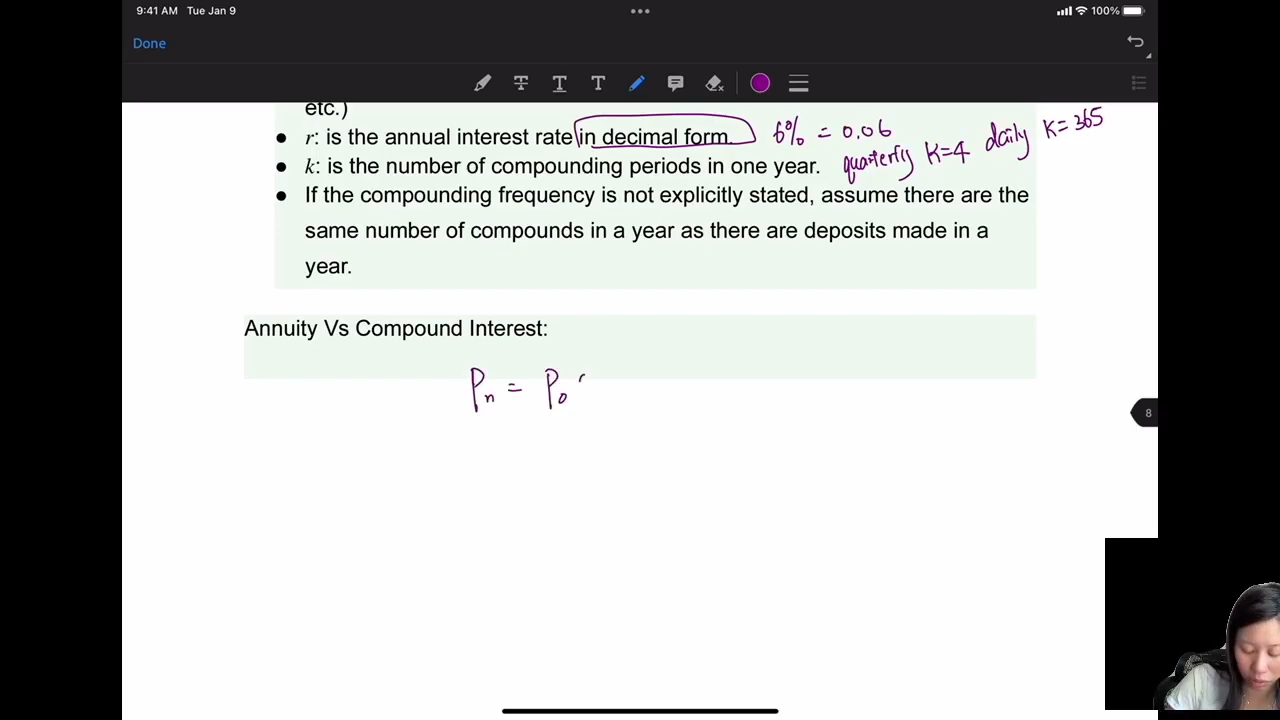 9:41 AM Tue Jan 9
100%
Done
etc.)
● r: is the annual interest rate in decimal form. 6% = 0.06
● k: is the number of compounding periods in one year. quarterly K=4 daily K=365
● If the compounding frequency is not explicitly stated, assume there are the
same number of compounds in a year as there are deposits made in a
year.
Annuity Vs Compound Interest:
Pn = P0
8